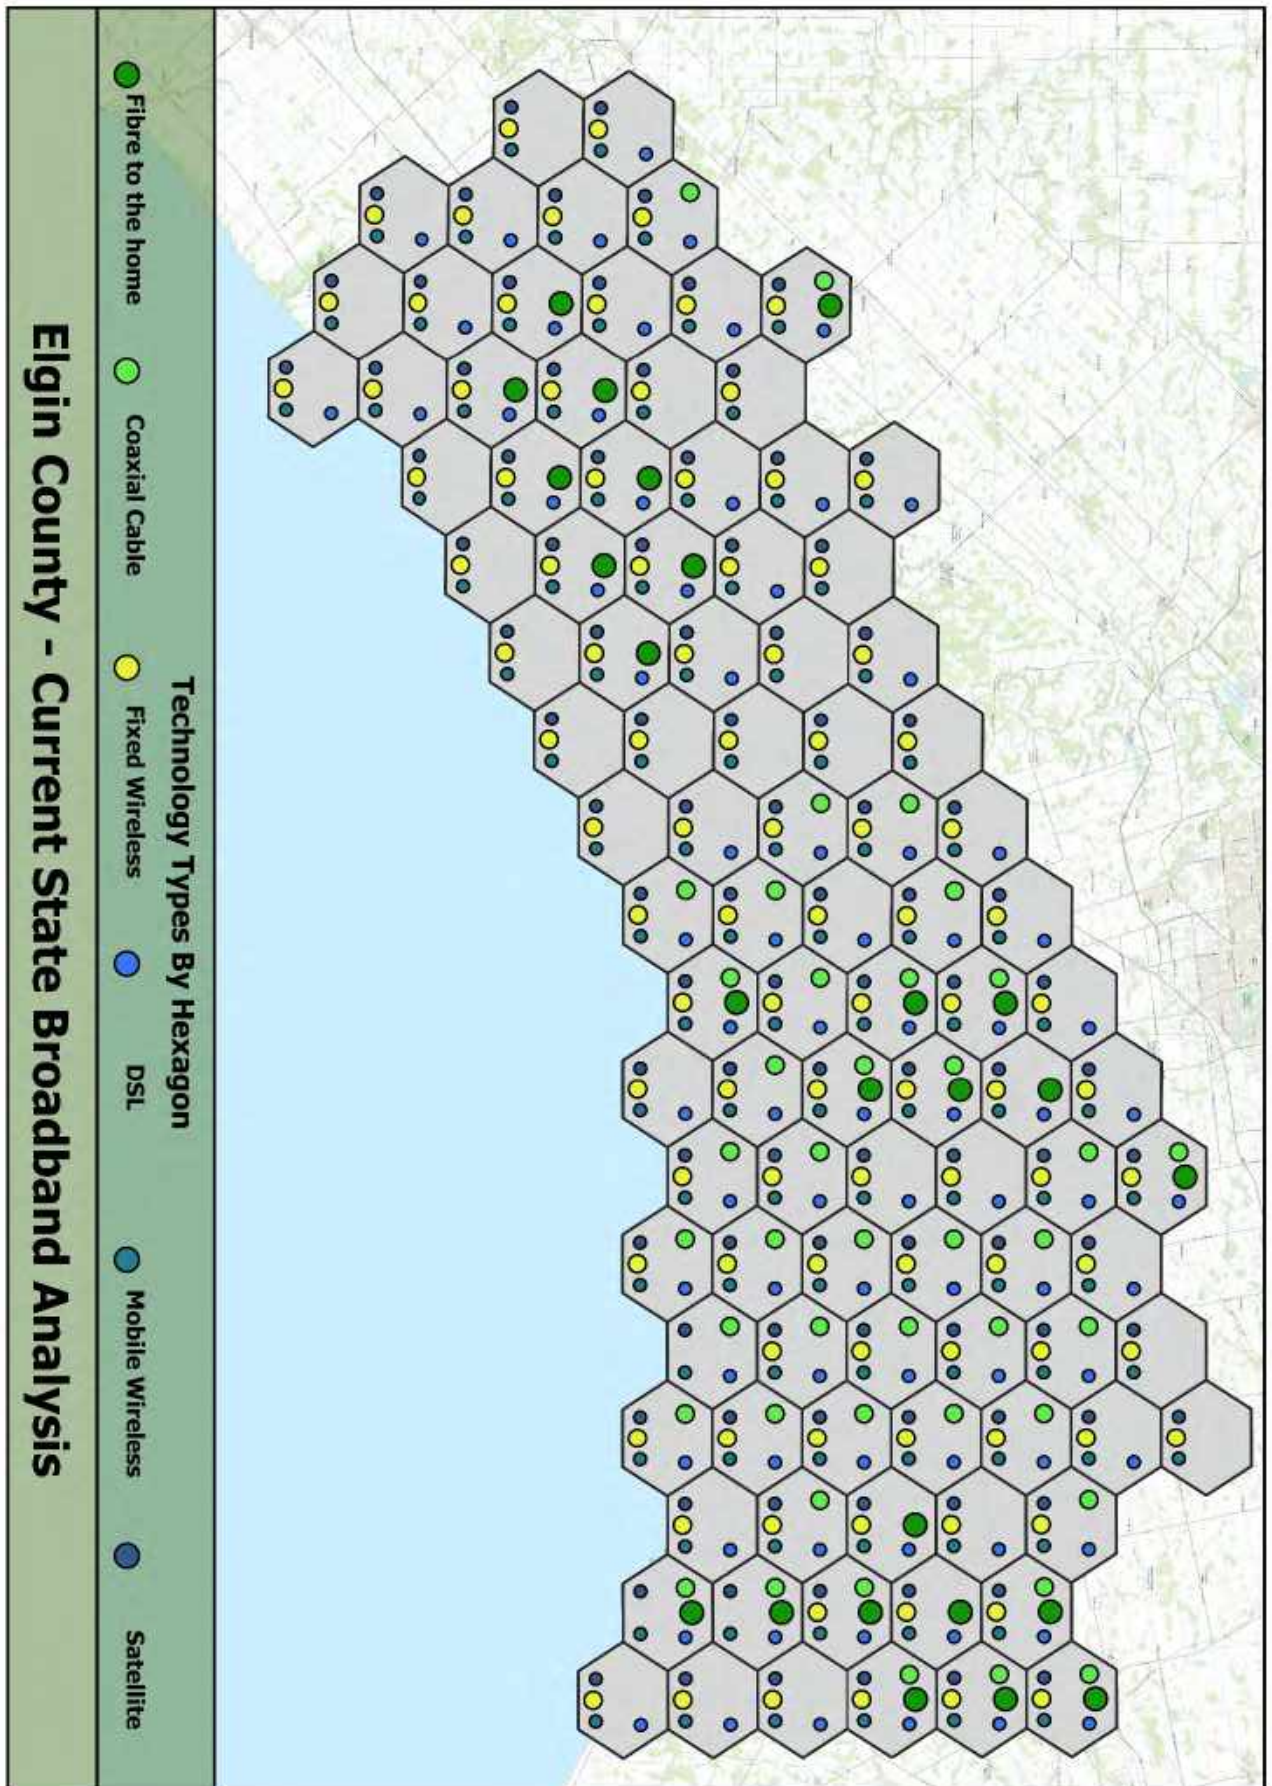 Technology Types By Hexagon
Fibre to the home Coaxial Cable Fixed Wireless DSL Mobile Wireless Satellite
Elgin County - Current State Broadband Analysis